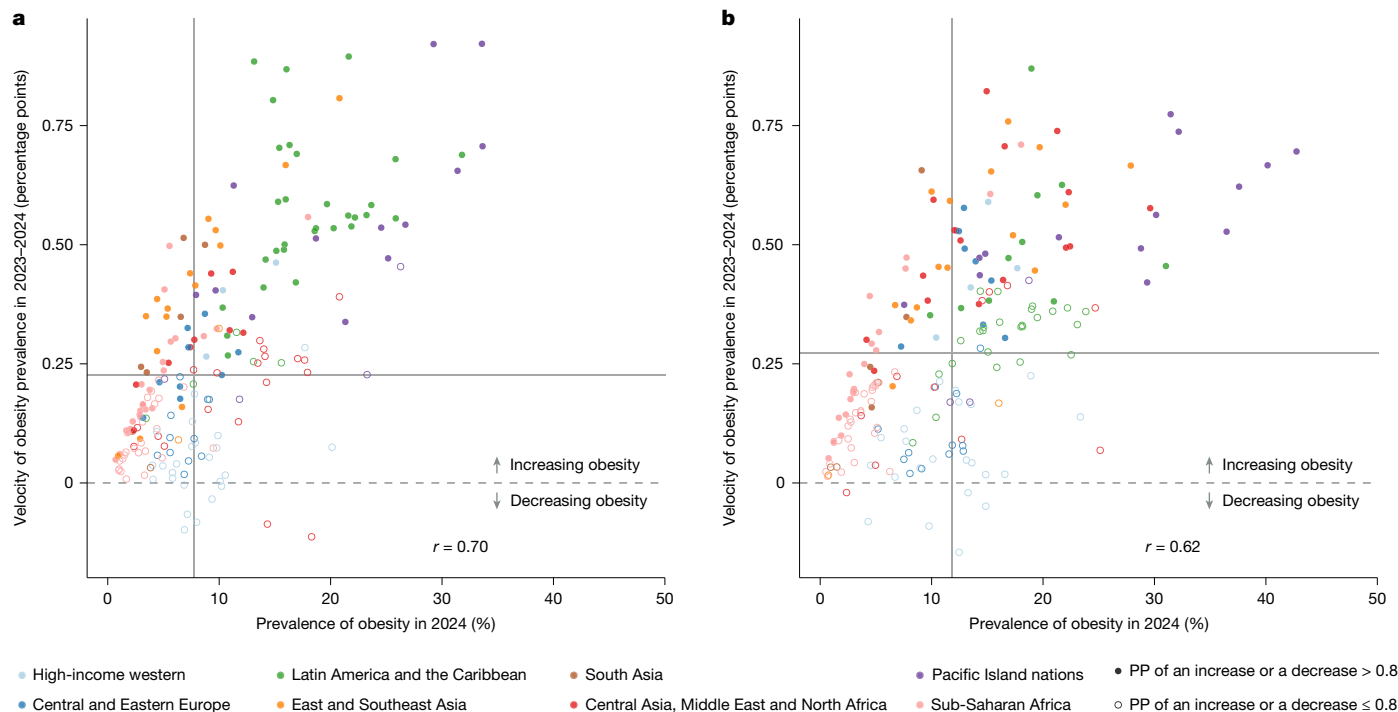 a
b
Velocity of obesity prevalence in 2023–2024 (percentage points)
0.75
0.50
0.25
0
Increasing obesity
Decreasing obesity
r = 0.70
0 10 20 30 40 50
Prevalence of obesity in 2024 (%)
Velocity of obesity prevalence in 2023–2024 (percentage points)
0.75
0.50
0.25
0
Increasing obesity
Decreasing obesity
r = 0.62
0 10 20 30 40 50
Prevalence of obesity in 2024 (%)
High-income western
Latin America and the Caribbean
South Asia
Pacific Island nations
PP of an increase or a decrease > 0.8
Central and Eastern Europe
East and Southeast Asia
Central Asia, Middle East and North Africa
Sub-Saharan Africa
PP of an increase or a decrease ≤ 0.8